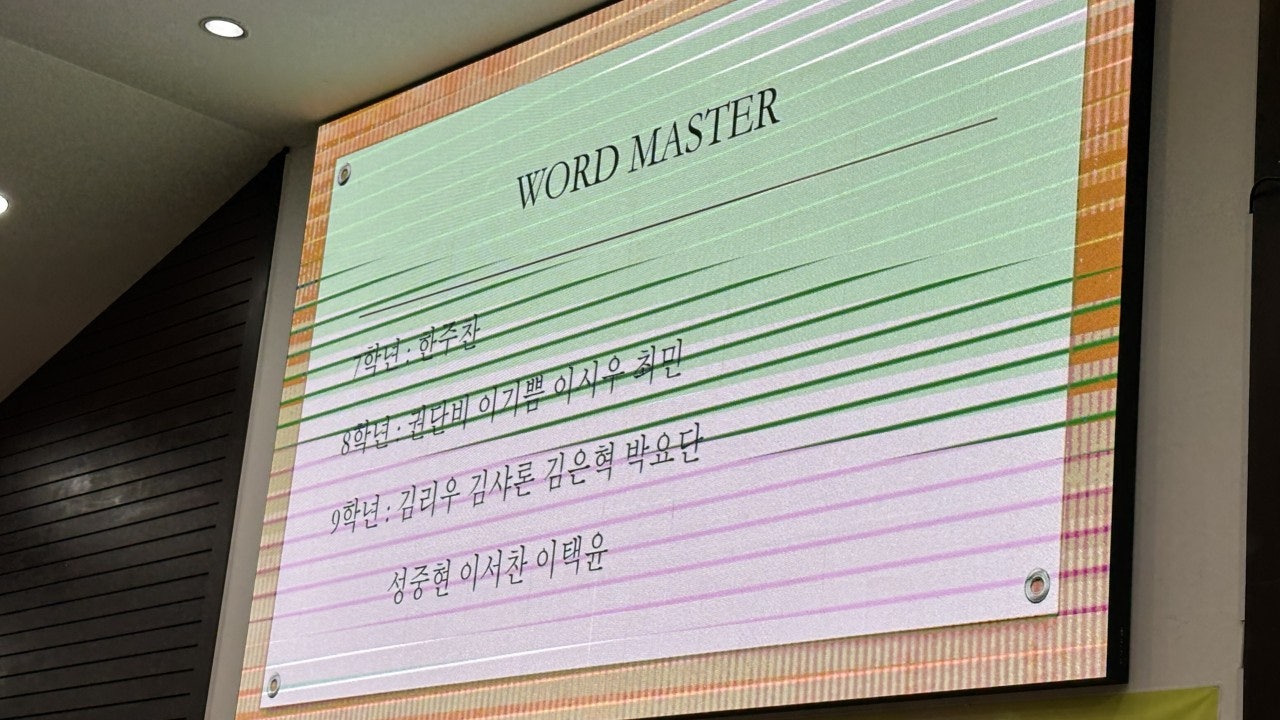 WORD MASTER
7학년 : 한주잔
8학년 : 권단비 이기쁨 이시우 최민
9학년 : 김리우 김샤론 김은혁 박요단
성중현 이서찬 이택윤